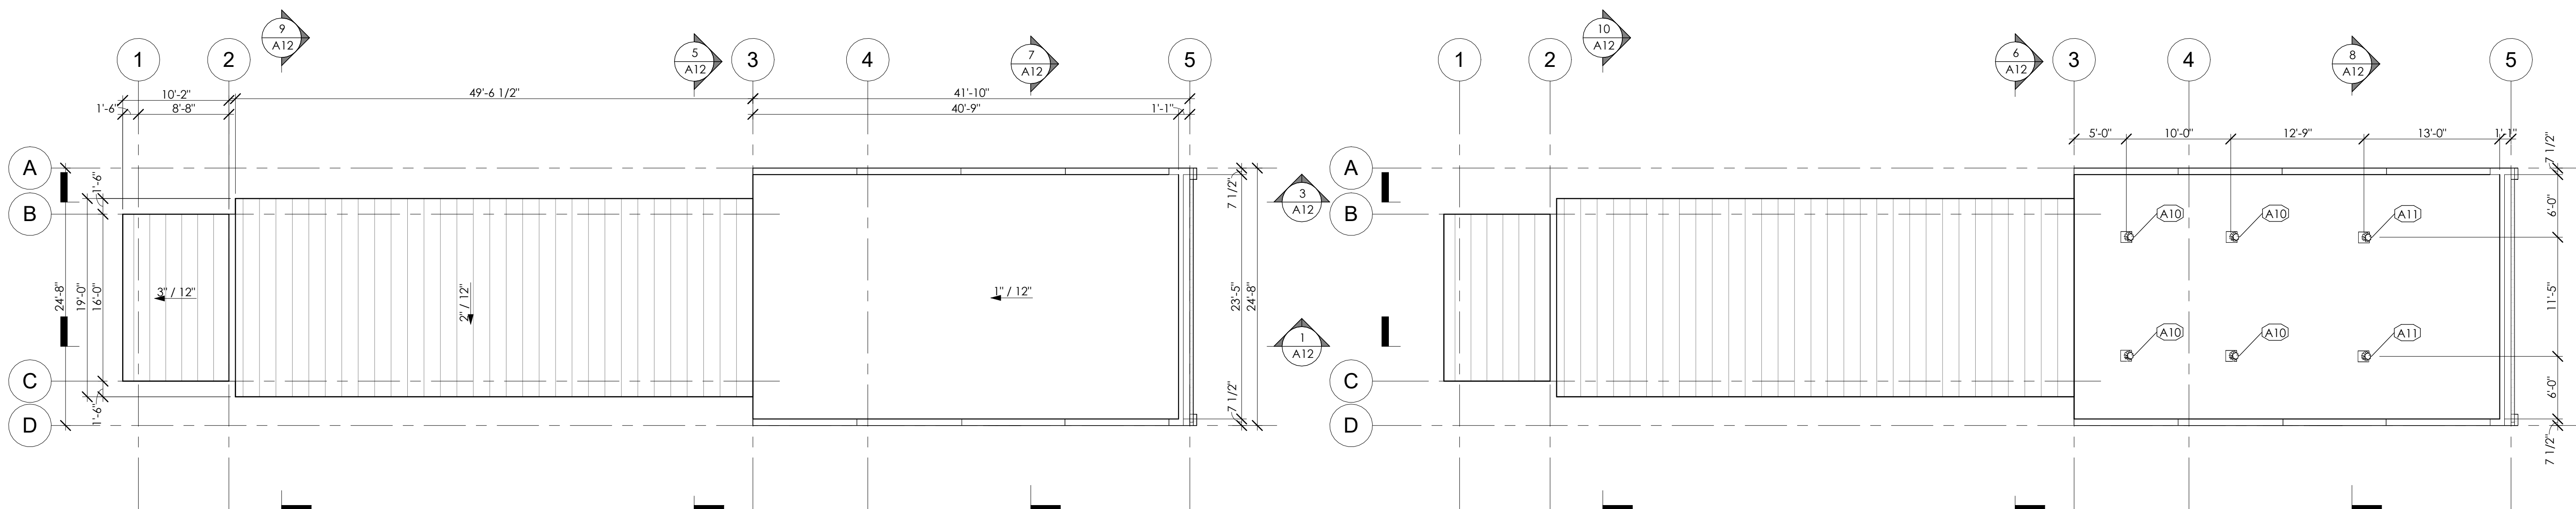 9
A12
10
A12
5
A12
7
A12
6
A12
8
A12
1
2
3
4
5
1
2
3
4
5
10'-2"
49'-6 1/2"
41'-10"
1'-6"
8'-8"
40'-9"
1'-1"
5'-0"
10'-0"
12'-9"
13'-0"
1'-1"
7 1/2"
A
B
C
D
1'-6"
24'-8"
19'-0"
16'-0"
1'-6"
3" / 12"
2" / 12"
1" / 12"
7 1/2"
23'-5"
24'-8"
7 1/2"
3
A12
1
A12
A
B
C
D
A10
A10
A11
A10
A10
A11
6'-0"
11'-5"
6'-0"
7 1/2"